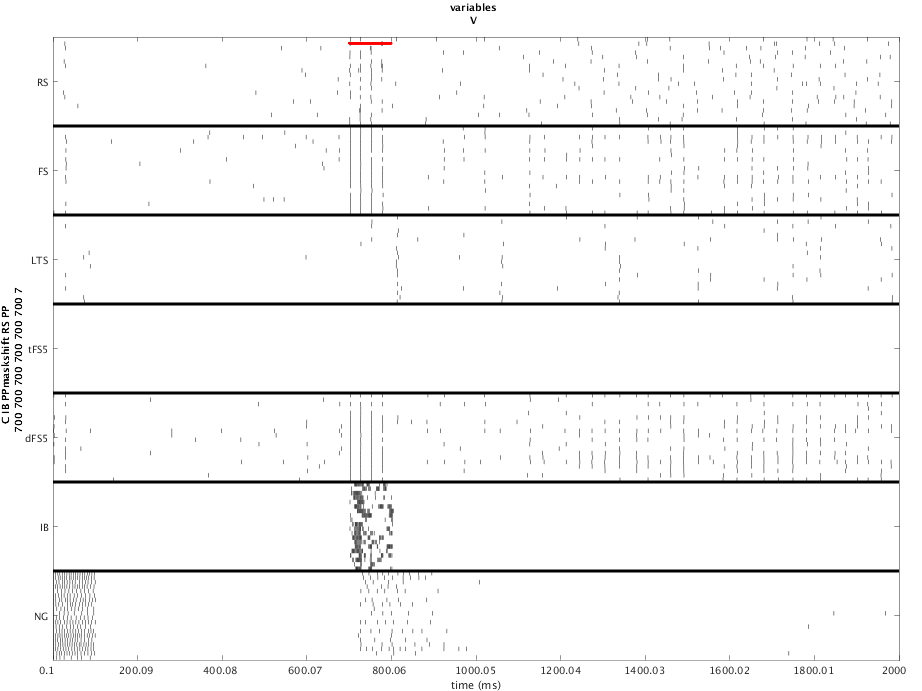 variables
V
RS
FS
LTS
tFS5
dFS5
IB
NG
C IB PPmaskshift RS PP
700 700 700 700 700 700 7
0.1 200.09 400.08 600.07 800.06 1000.05 1200.04 1400.03 1600.02 1800.01 2000
time (ms)